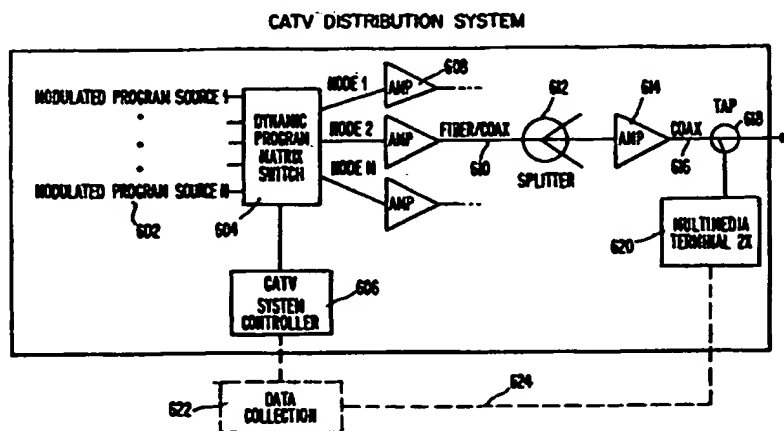 CATV DISTRIBUTION SYSTEM
MODULATED PROGRAM SOURCE 1
MODULATED PROGRAM SOURCE N
602
DYNAMIC
PROGRAM
MATRIX
SWITCH
604
NODE 1
NODE 2
NODE N
AMP
608
AMP
AMP
FIBER/COAX
610
612
SPLITTER
614
AMP
COAX
616
TAP
618
620
MULTIMEDIA
TERMINAL 2X
CATV
SYSTEM
CONTROLLER
606
622
DATA
COLLECTION
624